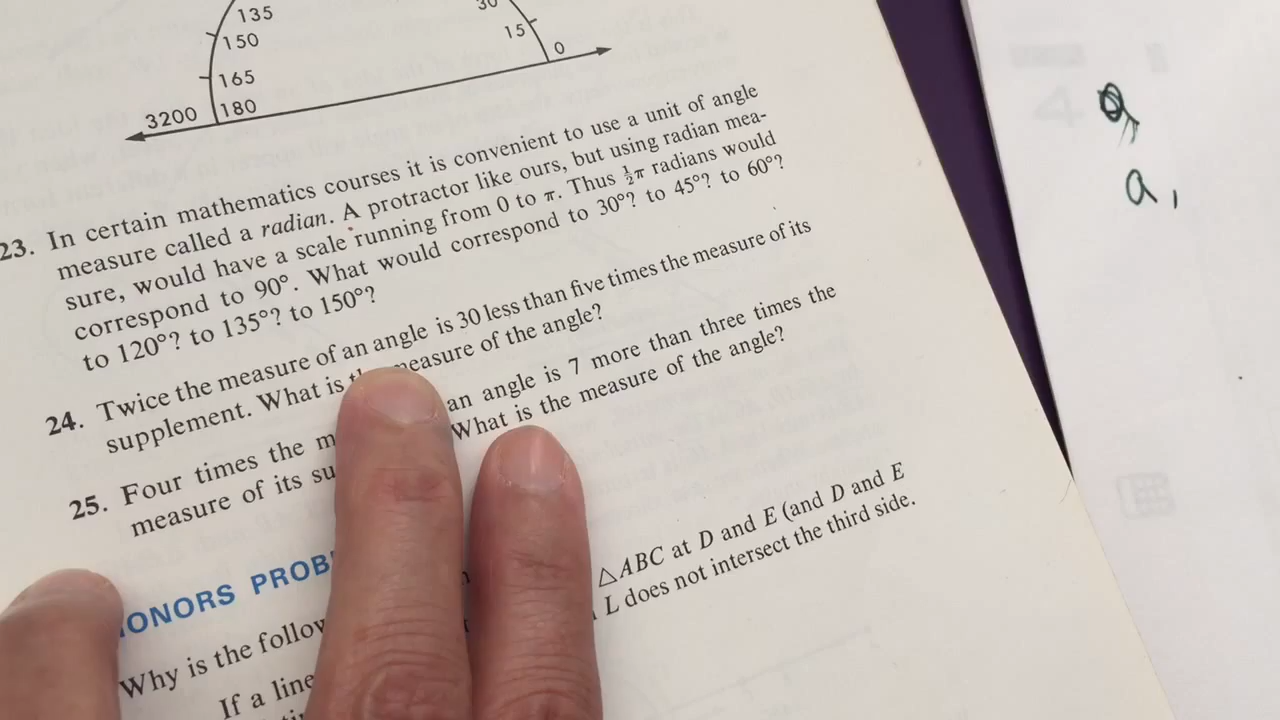 135
150
165
180
3200
30
15
0
23. In certain mathematics courses it is convenient to use a unit of angle
measure called a radian. A protractor like ours, but using radian mea-
sure, would have a scale running from 0 to π. Thus ½π radians would
correspond to 90°. What would correspond to 30°? to 45°? to 60°?
to 120°? to 135°? to 150°?
24. Twice the measure of an angle is 30 less than five times the measure of its
supplement. What is measure of the angle?
25. Four times the an angle is 7 more than three times the
measure of its What is the measure of the angle?
Why is the
If a line △ABC at D and E (and D and E
L does not intersect the third side.
a,